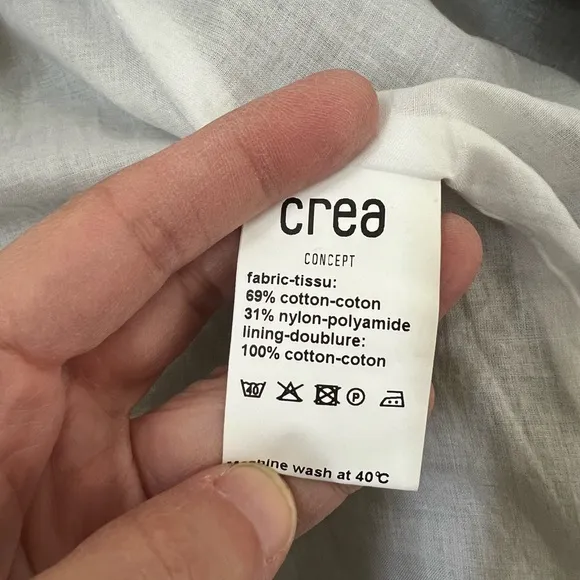 crea
CONCEPT
fabric-tissu:
69% cotton-coton
31% nylon-polyamide
lining-doublure:
100% cotton-coton
40 P
wash at 40°C